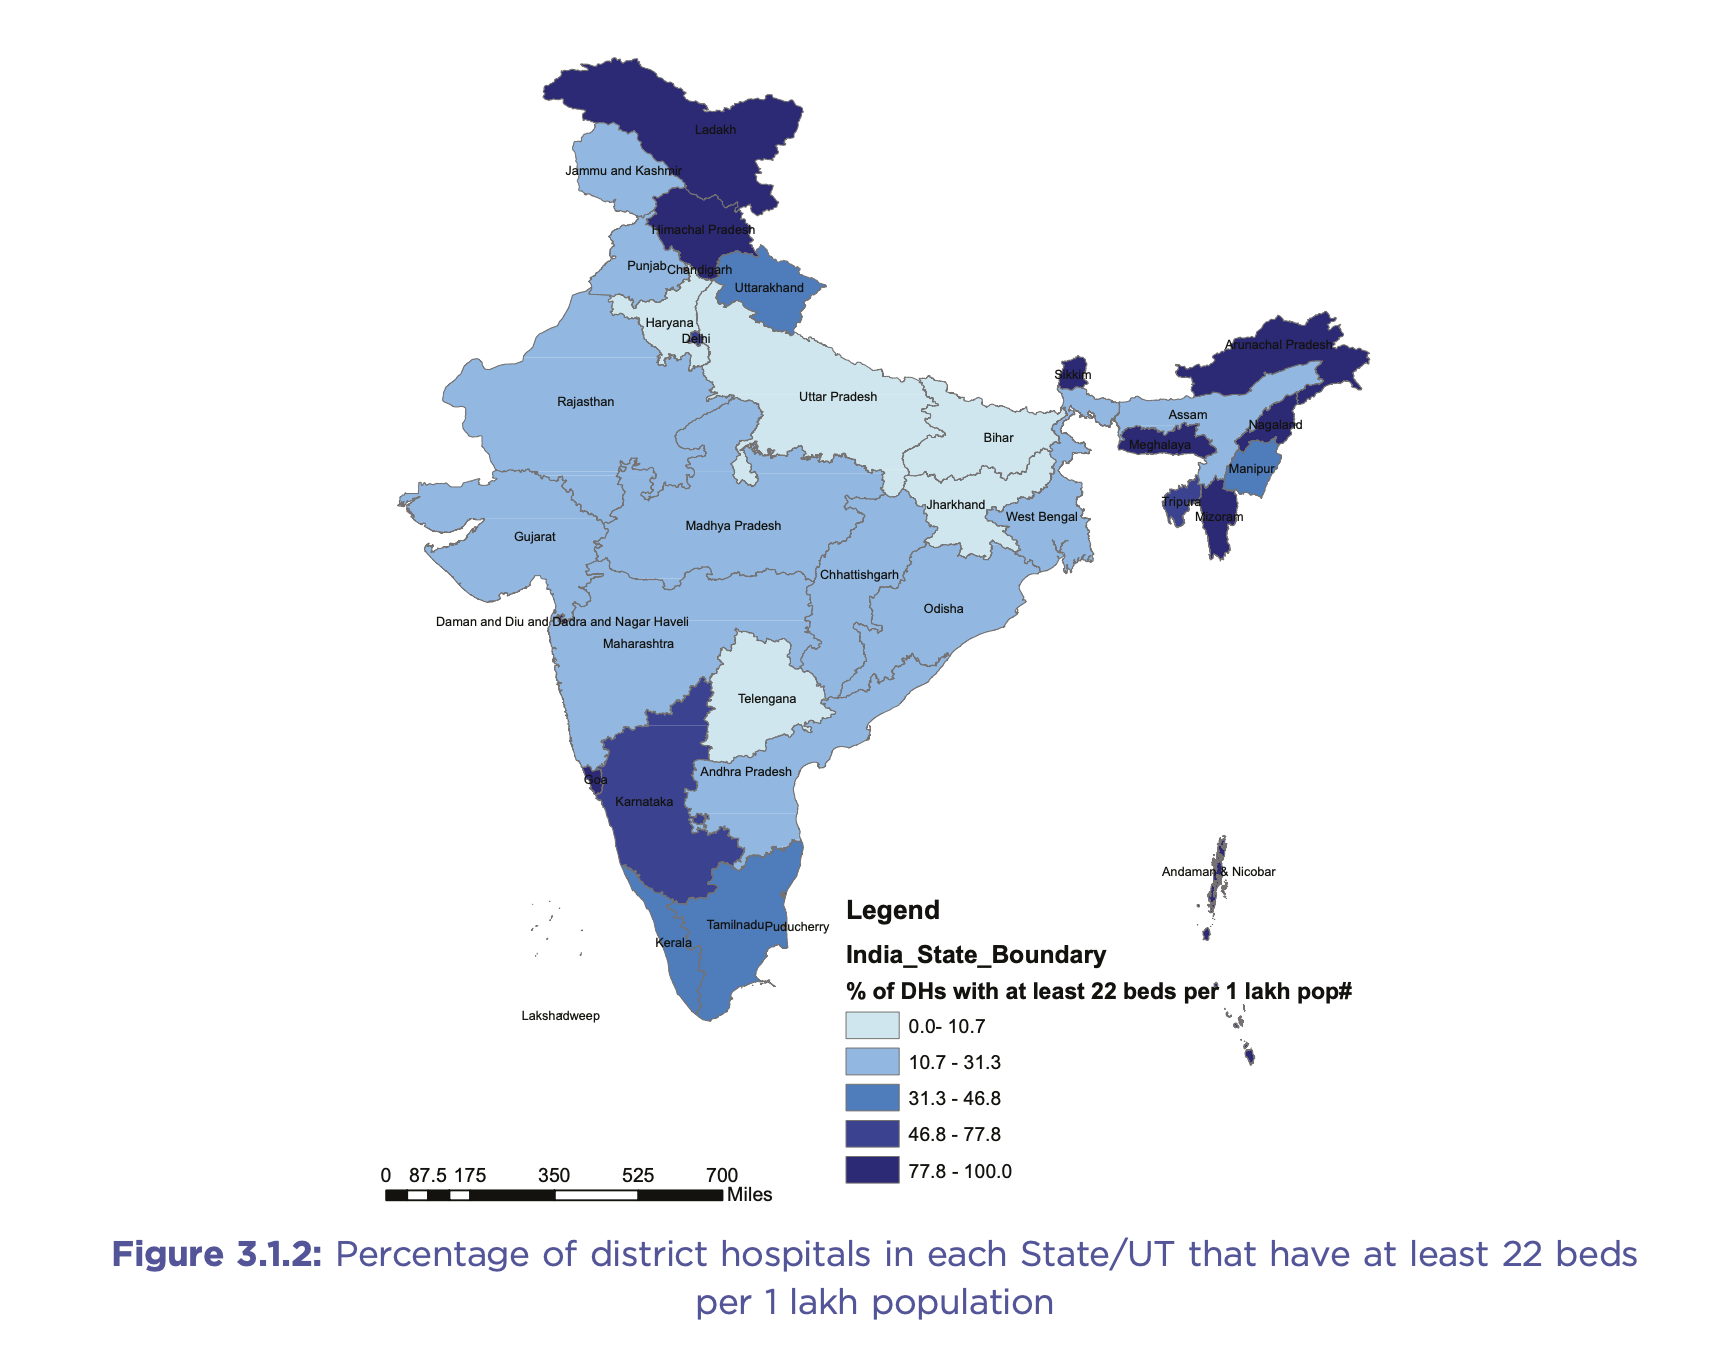 Ladakh
Jammu and Kashmir
Himachal Pradesh
Punjab
Chandigarh
Uttarakhand
Haryana
Delhi
Arunachal Pradesh
Sikkim
Uttar Pradesh
Rajasthan
Assam
Nagaland
Bihar
Meghalaya
Manipur
Jharkhand
Tripura
West Bengal
Mizoram
Madhya Pradesh
Gujarat
Chhattishgarh
Odisha
Daman and Diu and Dadra and Nagar Haveli
Maharashtra
Telengana
Andhra Pradesh
Goa
Karnataka
Andaman & Nicobar
Tamilnadu
Puducherry
Kerala
Lakshadweep
Legend
India_State_Boundary
% of DHs with at least 22 beds per 1 lakh pop#
0.0- 10.7
10.7 - 31.3
31.3 - 46.8
46.8 - 77.8
77.8 - 100.0
0 87.5 175 350 525 700
Miles
Figure 3.1.2: Percentage of district hospitals in each State/UT that have at least 22 beds
per 1 lakh population